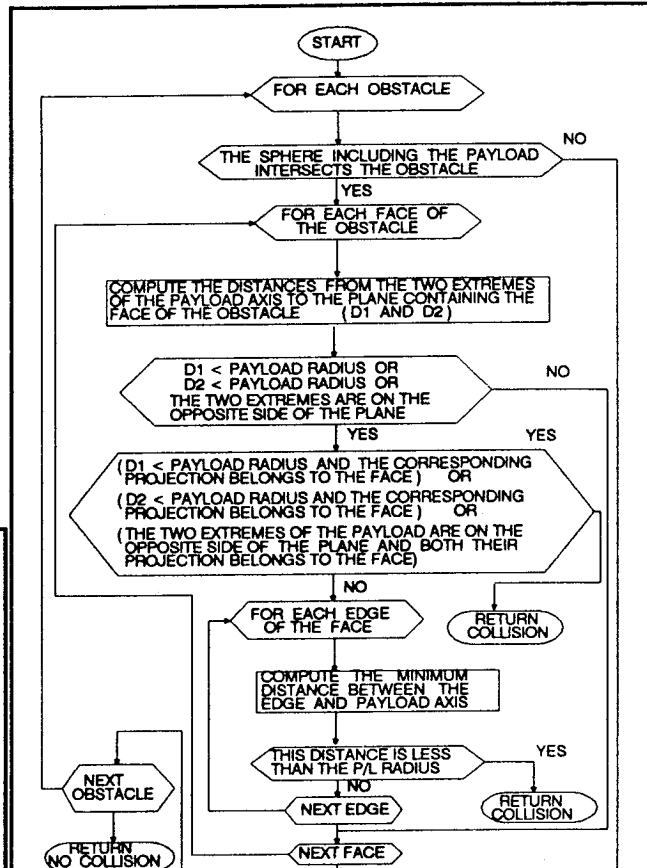 START
FOR EACH OBSTACLE
NO
THE SPHERE INCLUDING THE PAYLOAD
INTERSECTS THE OBSTACLE
YES
FOR EACH FACE OF
THE OBSTACLE
COMPUTE THE DISTANCES FROM THE TWO EXTREMES
OF THE PAYLOAD AXIS TO THE PLANE CONTAINING THE
FACE OF THE OBSTACLE (D1 AND D2)
D1 < PAYLOAD RADIUS OR
D2 < PAYLOAD RADIUS OR
THE TWO EXTREMES ARE ON THE
OPPOSITE SIDE OF THE PLANE
NO
YES
YES
(D1 < PAYLOAD RADIUS AND THE CORRESPONDING
PROJECTION BELONGS TO THE FACE) OR
(D2 < PAYLOAD RADIUS AND THE CORRESPONDING
PROJECTION BELONGS TO THE FACE) OR
(THE TWO EXTREMES OF THE PAYLOAD ARE ON THE
OPPOSITE SIDE OF THE PLANE AND BOTH THEIR
PROJECTION BELONGS TO THE FACE)
NO
FOR EACH EDGE
OF THE FACE
RETURN
COLLISION
COMPUTE THE MINIMUM
DISTANCE BETWEEN THE
EDGE AND PAYLOAD AXIS
THIS DISTANCE IS LESS
THAN THE P/L RADIUS
YES
NO
NEXT
OBSTACLE
NEXT EDGE
RETURN
COLLISION
RETURN
NO COLLISION
NEXT FACE